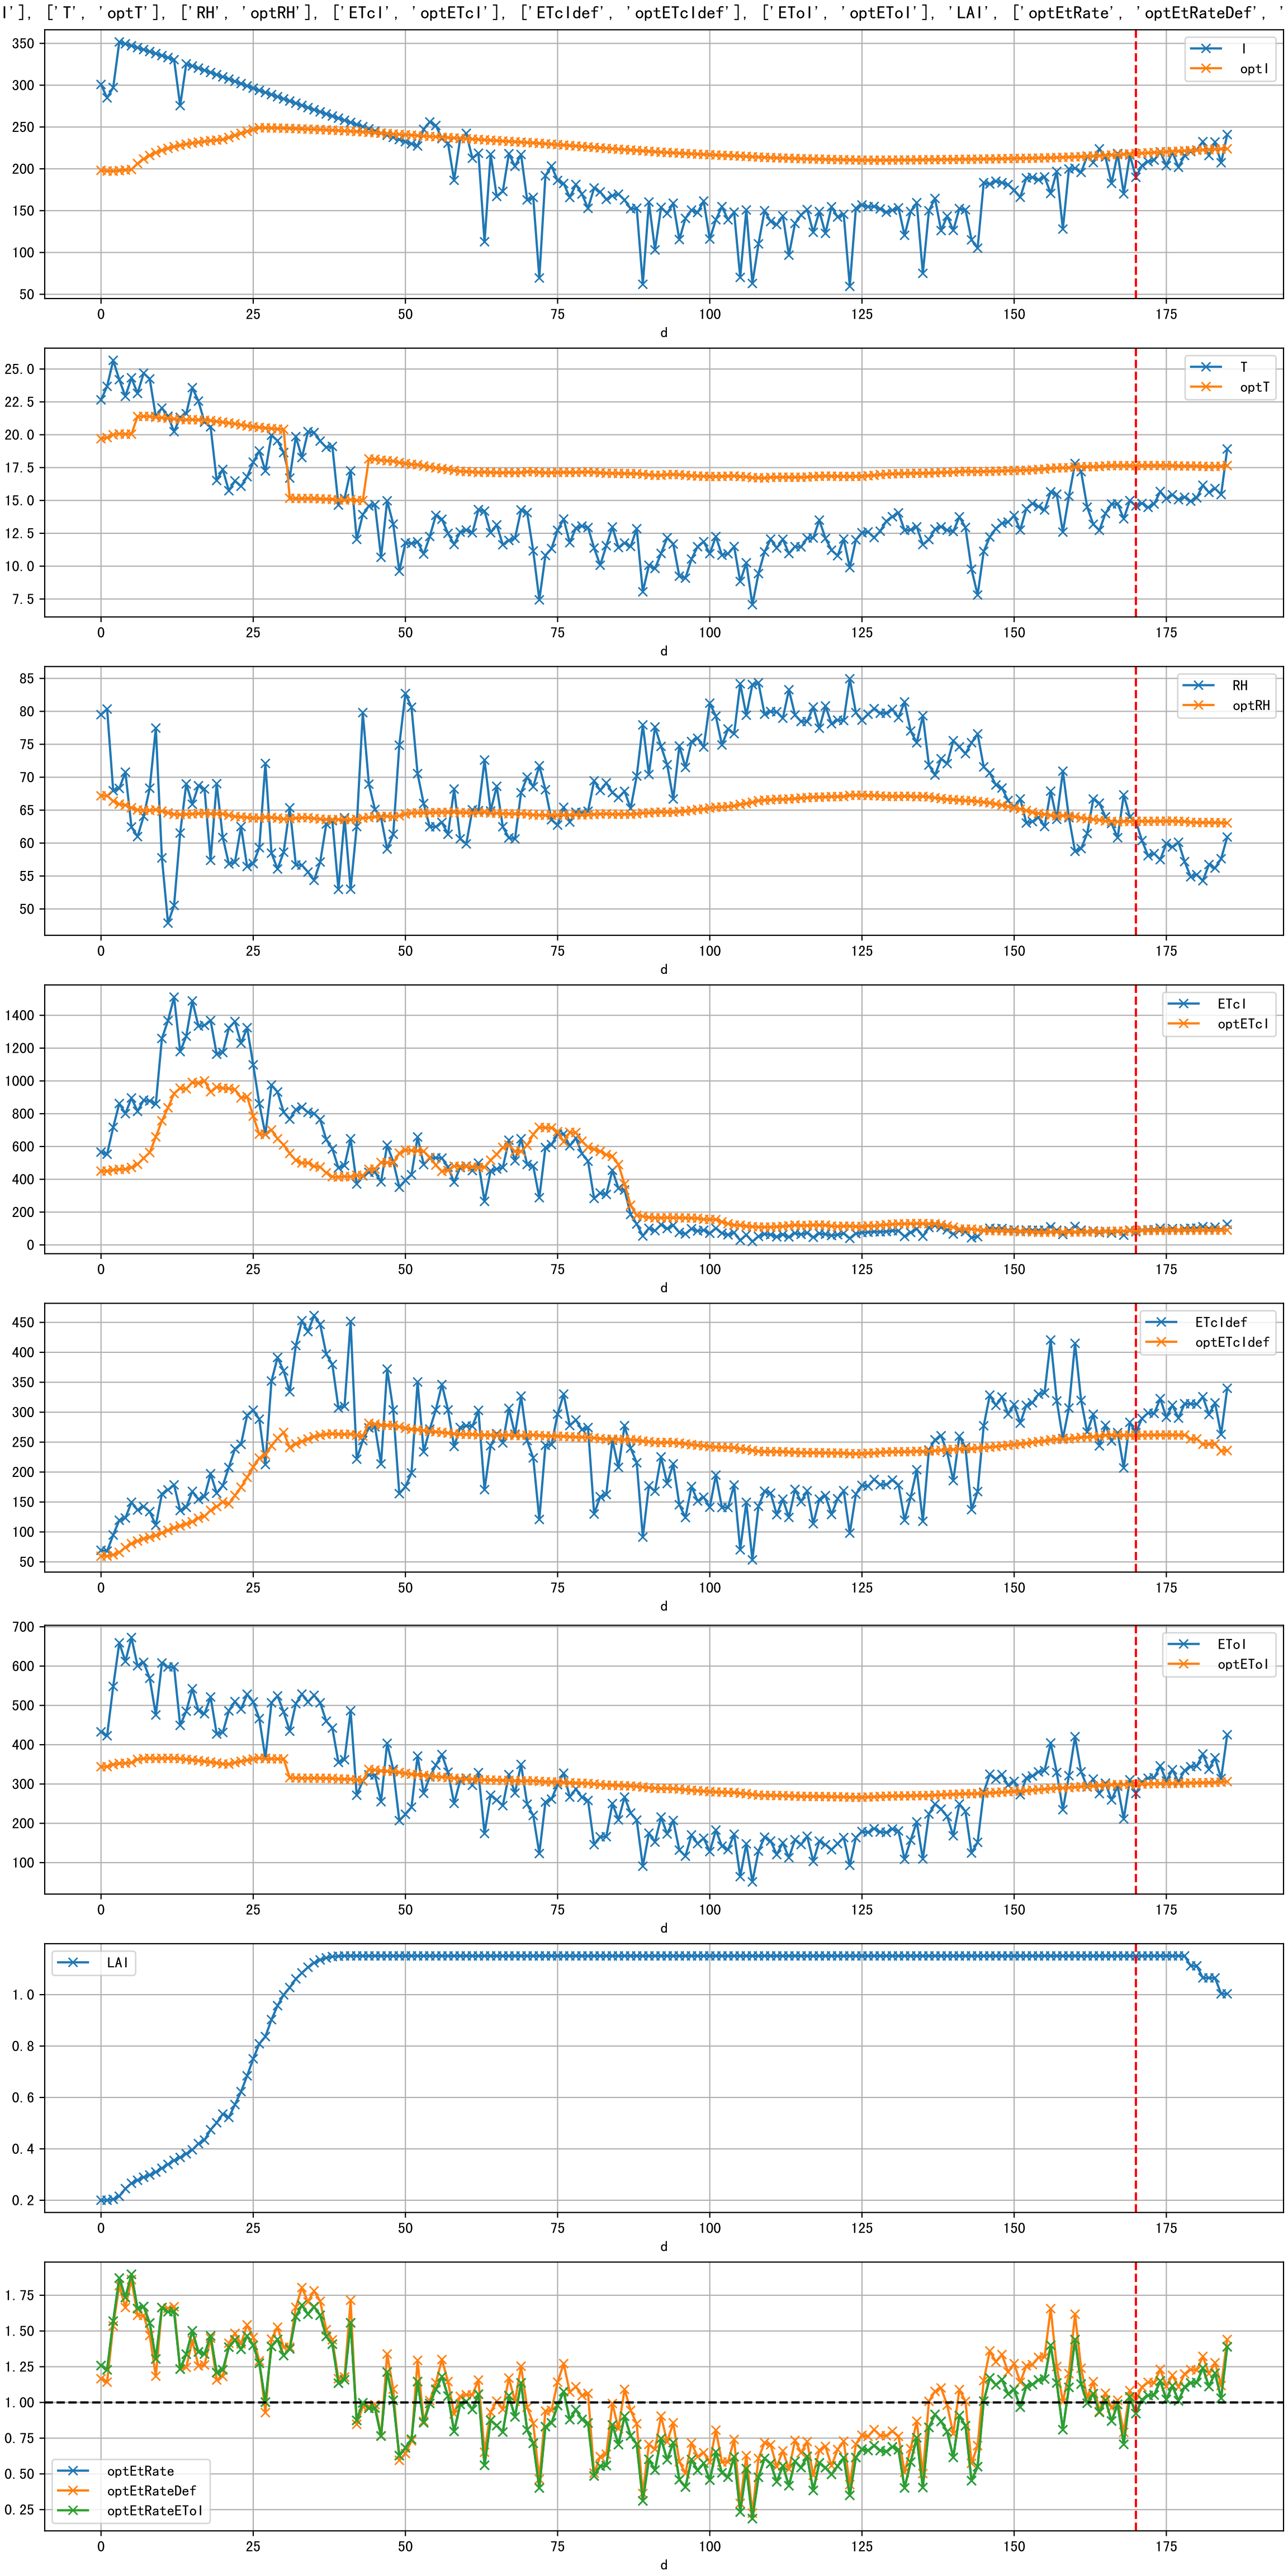 I'], ['T', 'optT'], ['RH', 'optRH'], ['ETcI', 'optETcI'], ['ETcIdef', 'optETcIdef'], ['EToI', 'optEToI'], 'LAI', ['optEtRate', 'optEtRateDef', '
350
300
250
200
150
100
50
I
optI
0 25 50 75 100 125 150 175
d
25.0
22.5
20.0
17.5
15.0
12.5
10.0
7.5
T
optT
0 25 50 75 100 125 150 175
d
85
80
75
70
65
60
55
50
RH
optRH
0 25 50 75 100 125 150 175
d
1400
1200
1000
800
600
400
200
0
ETcI
optETcI
0 25 50 75 100 125 150 175
d
450
400
350
300
250
200
150
100
50
ETcIdef
optETcIdef
0 25 50 75 100 125 150 175
d
700
600
500
400
300
200
100
EToI
optEToI
0 25 50 75 100 125 150 175
d
1.0
0.8
0.6
0.4
0.2
LAI
0 25 50 75 100 125 150 175
d
1.75
1.50
1.25
1.00
0.75
0.50
0.25
optEtRate
optEtRateDef
optEtRateEToI
0 25 50 75 100 125 150 175
d